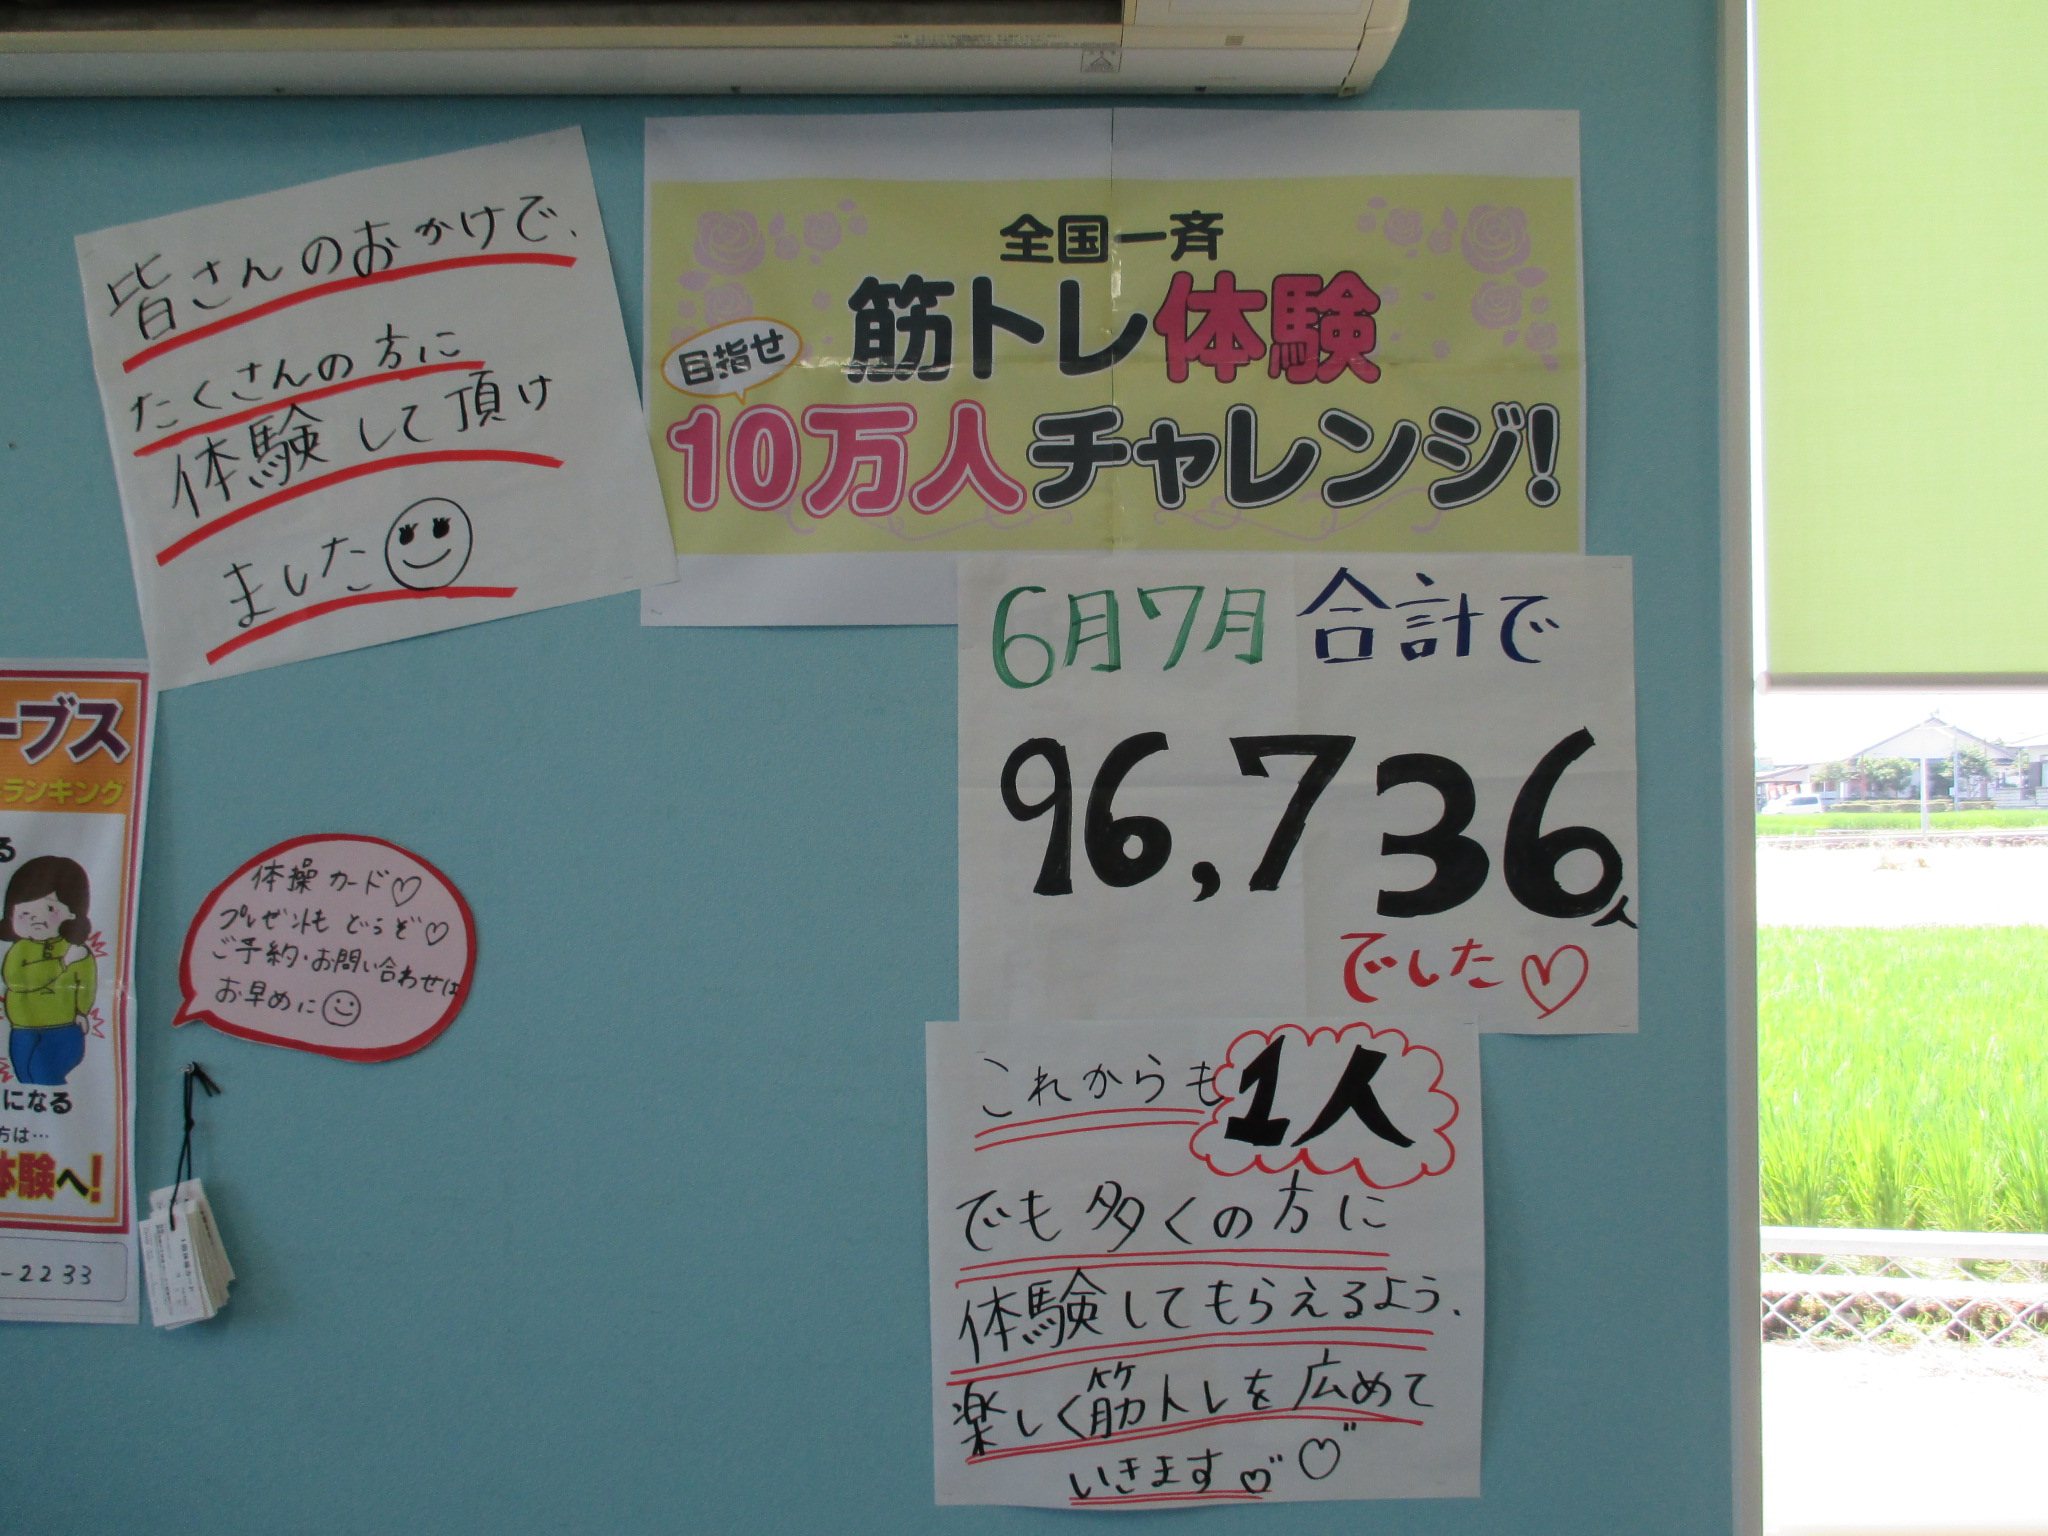 皆さんのおかげで、
たくさんの方に
体験して頂け
ました
全国一斉
目指せ
筋トレ体験
10万人チャレンジ!
6月7月 合計で
96,736人
でした♡
これからも1人
でも多くの方に
体験してもらえるよう、
楽しく筋トレを広めて
いきます♡♡
ーブス
ランキング
る
になる
方は…
体験へ!
-2233
体操カード♡
プレゼントも どうぞ♡
ご予約・お問い合わせは
お早めに